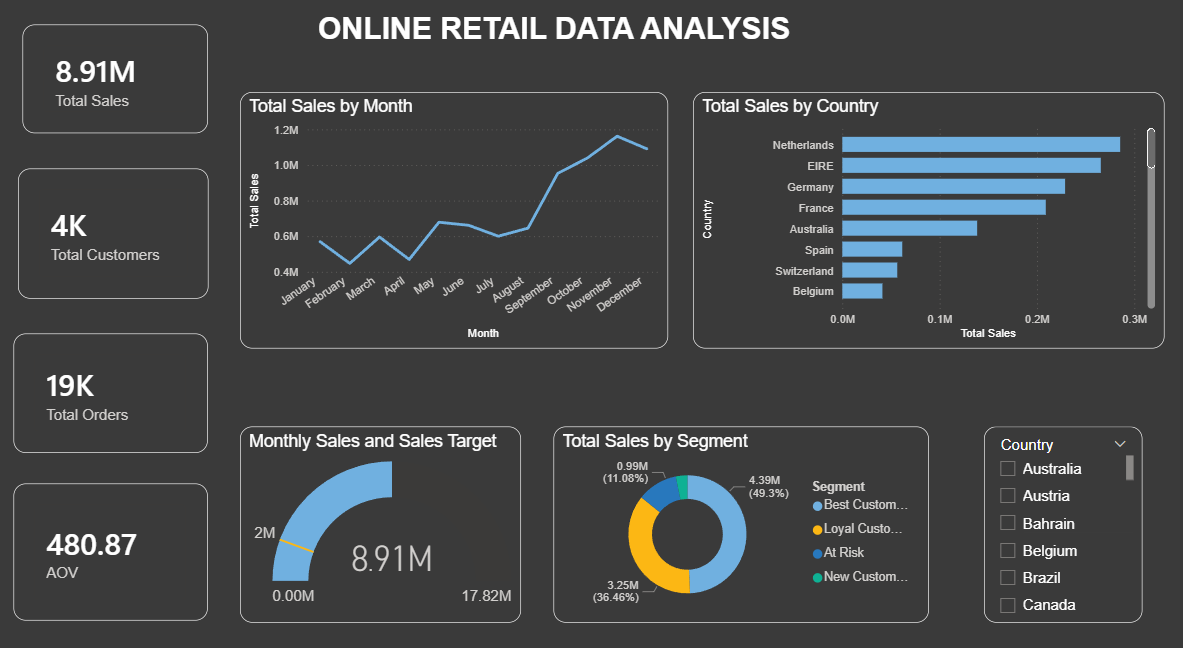 ONLINE RETAIL DATA ANALYSIS
8.91M
Total Sales
4K
Total Customers
19K
Total Orders
480.87
AOV
Total Sales by Month
1.2M
1.0M
0.8M
0.6M
0.4M
Total Sales
January
February
March
April
May
June
July
August
September
October
November
December
Month
Total Sales by Country
Country
Netherlands
EIRE
Germany
France
Australia
Spain
Switzerland
Belgium
0.0M
0.1M
0.2M
0.3M
Total Sales
Monthly Sales and Sales Target
2M
8.91M
0.00M
17.82M
Total Sales by Segment
0.99M
(11.08%)
4.39M
(49.3%)
3.25M
(36.46%)
Segment
Best Custom...
Loyal Custo...
At Risk
New Custom...
Country
Australia
Austria
Bahrain
Belgium
Brazil
Canada